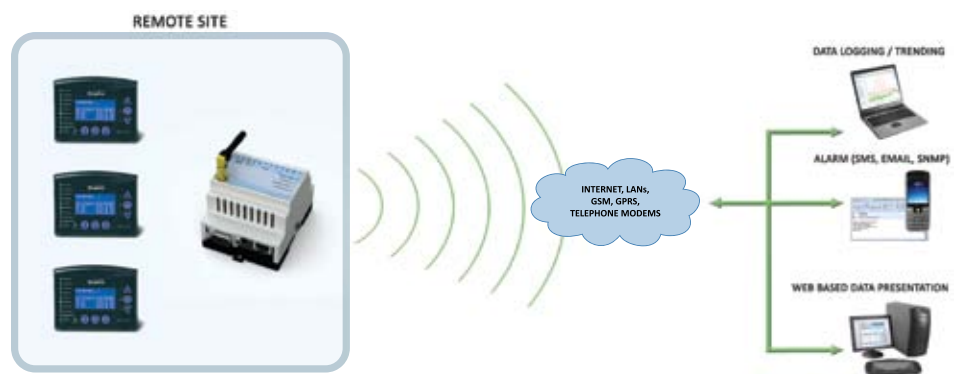 REMOTE SITE
DATA LOGGING / TRENDING
ALARM (SMS, EMAIL, SNMP)
INTERNET, LANs,
GSM, GPRS,
TELEPHONE MODEMS
WEB BASED DATA PRESENTATION